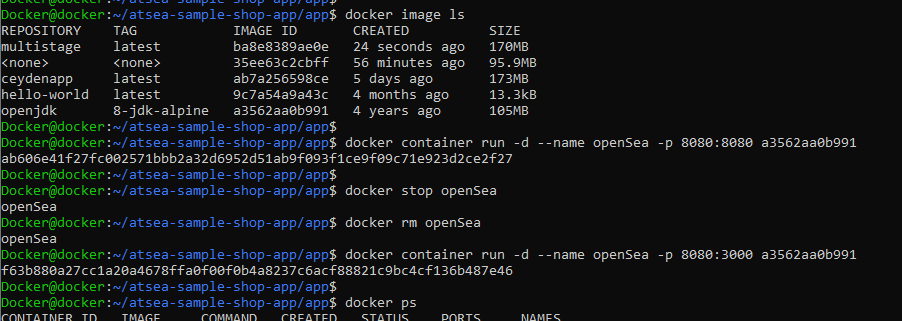 Docker@docker:~/atsea-sample-shop-app/app$
Docker@docker:~/atsea-sample-shop-app/app$ docker image ls
REPOSITORY TAG IMAGE ID CREATED SIZE
multistage latest ba8e8389ae0e 24 seconds ago 170MB
<none> <none> 35ee63c2cbff 56 minutes ago 95.9MB
ceydenapp latest ab7a256598ce 5 days ago 173MB
hello-world latest 9c7a54a9a43c 4 months ago 13.3kB
openjdk 8-jdk-alpine a3562aa0b991 4 years ago 105MB
Docker@docker:~/atsea-sample-shop-app/app$
Docker@docker:~/atsea-sample-shop-app/app$ docker container run -d --name openSea -p 8080:8080 a3562aa0b991
ab606e41f27fc002571bbb2a32d6952d51ab9f093f1ce9f09c71e923d2ce2f27
Docker@docker:~/atsea-sample-shop-app/app$
Docker@docker:~/atsea-sample-shop-app/app$ docker stop openSea
openSea
Docker@docker:~/atsea-sample-shop-app/app$ docker rm openSea
openSea
Docker@docker:~/atsea-sample-shop-app/app$ docker container run -d --name openSea -p 8080:3000 a3562aa0b991
f63b880a27cc1a20a4678ffa0f00f0b4a8237c6acf88821c9bc4cf136b487e46
Docker@docker:~/atsea-sample-shop-app/app$
Docker@docker:~/atsea-sample-shop-app/app$ docker ps
CONTAINER ID IMAGE COMMAND CREATED STATUS PORTS NAMES